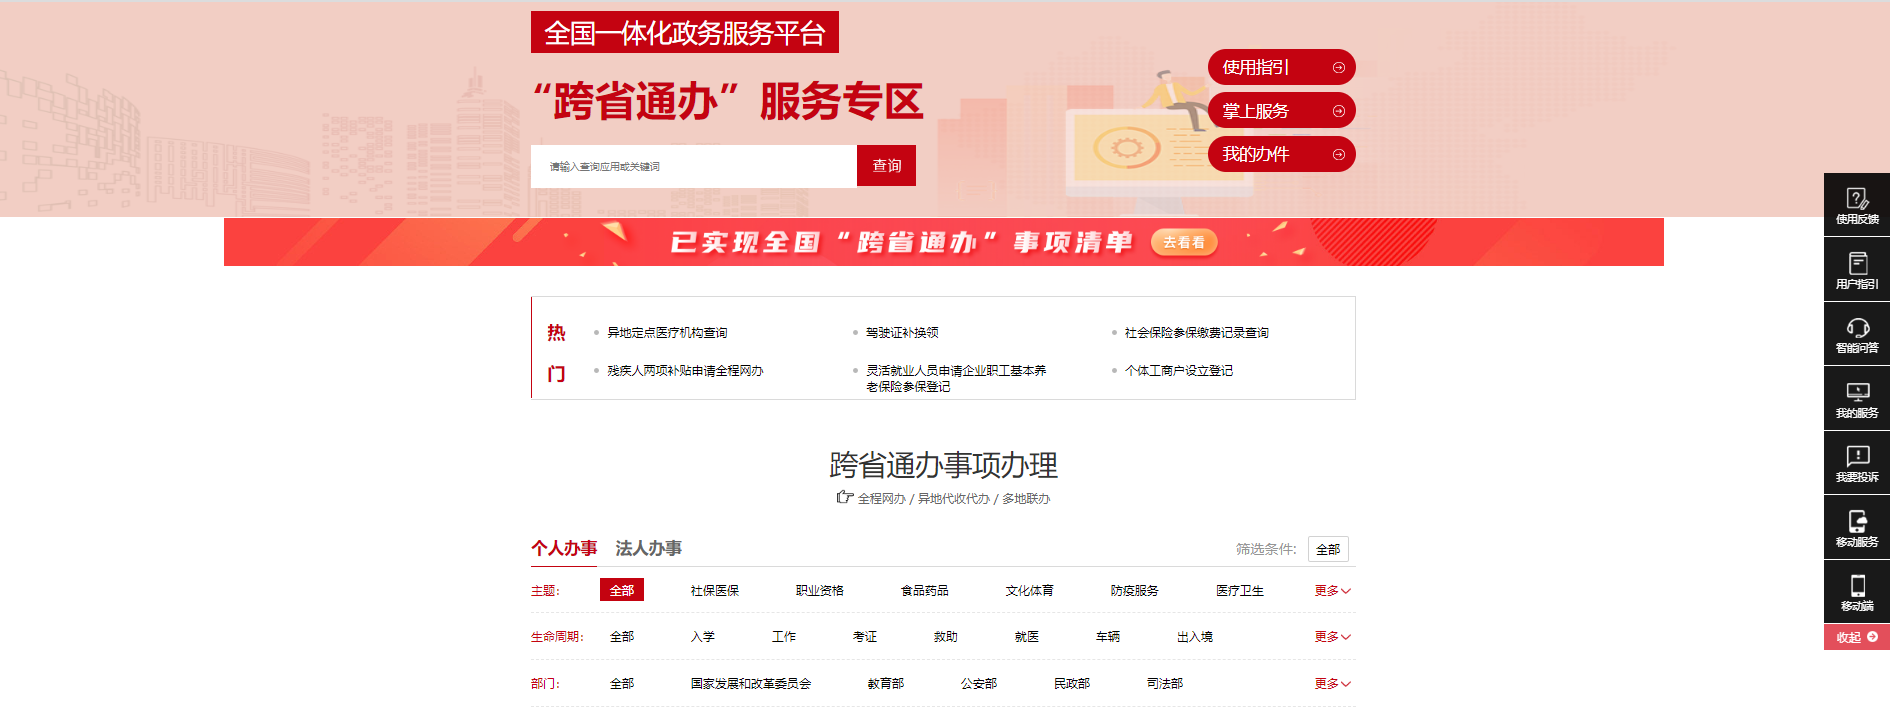 全国一体化政务服务平台
“跨省通办”服务专区
请输入查询应用或关键词
查询
使用指引
掌上服务
我的办件
已实现全国“跨省通办”事项清单 去看看
热门
异地定点医疗机构查询
驾驶证补换领
社会保险参保缴费记录查询
残疾人两项补贴申请全程网办
灵活就业人员申请企业职工基本养
老保险参保登记
个体工商户设立登记
跨省通办事项办理
全程网办 / 异地代收代办 / 多地联办
个人办事 法人办事 筛选条件: 全部
主题: 全部 社保医保 职业资格 食品药品 文化体育 防疫服务 医疗卫生 更多
生命周期: 全部 入学 工作 考证 救助 就医 车辆 出入境 更多
部门: 全部 国家发展和改革委员会 教育部 公安部 民政部 司法部 更多
使用反馈
用户指引
智能问答
我的服务
我要投诉
移动服务
移动端
收起